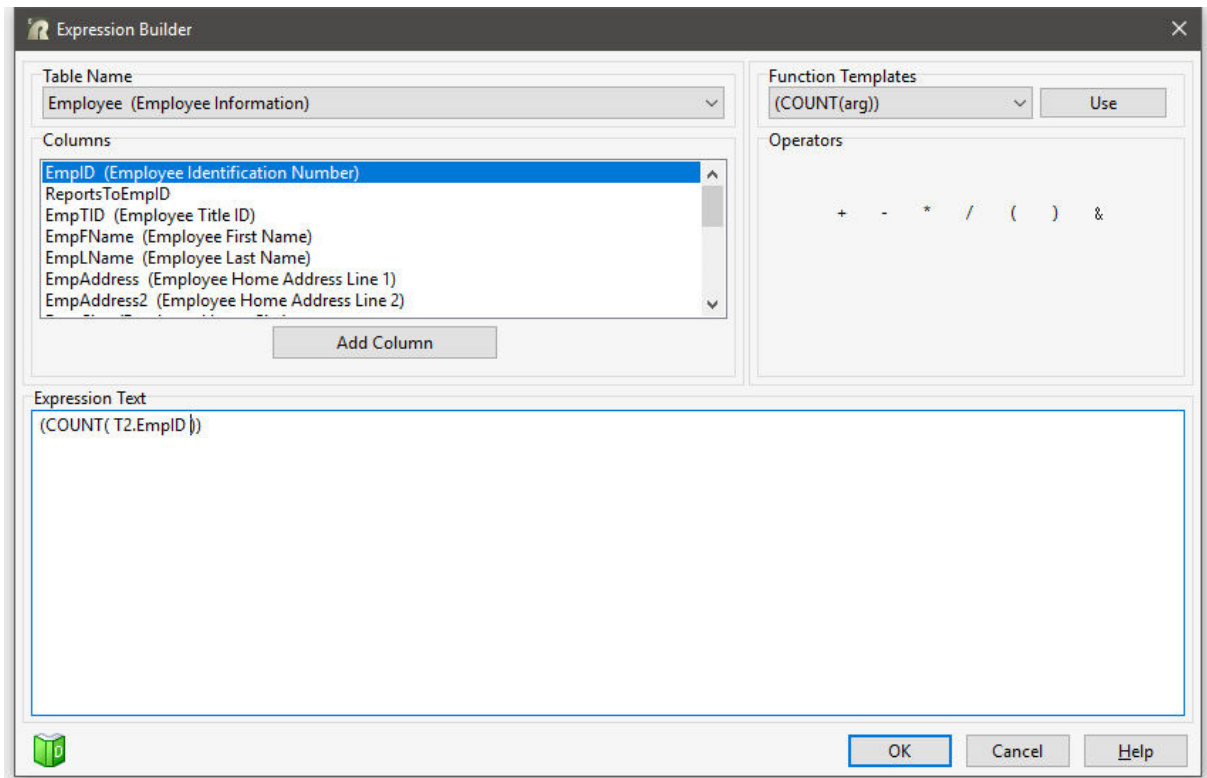 Expression Builder
Table Name
Employee (Employee Information)
Function Templates
(COUNT(arg))
Use
Columns
EmpID (Employee Identification Number)
ReportsToEmpID
EmpTID (Employee Title ID)
EmpFName (Employee First Name)
EmpLName (Employee Last Name)
EmpAddress (Employee Home Address Line 1)
EmpAddress2 (Employee Home Address Line 2)
Add Column
Operators
+ - * / ( ) &
Expression Text
(COUNT( T2.EmpID ))
D
OK
Cancel
Help